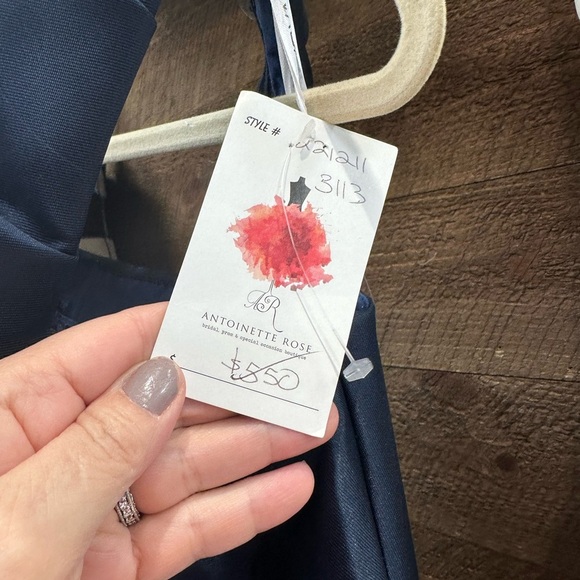 STYLE #
221211
3113
AR
ANTOINETTE ROSE
bridal, prom & special occasion boutique
$ $550